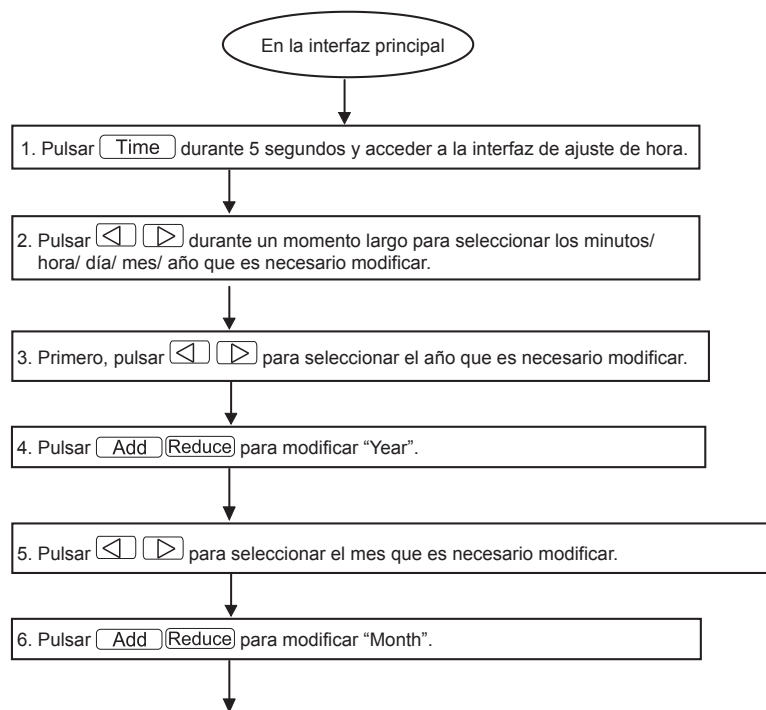 En la interfaz principal
1. Pulsar Time durante 5 segundos y acceder a la interfaz de ajuste de hora.
2. Pulsar durante un momento largo para seleccionar los minutos/
hora/ día/ mes/ año que es necesario modificar.
3. Primero, pulsar para seleccionar el año que es necesario modificar.
4. Pulsar Add Reduce para modificar “Year”.
5. Pulsar para seleccionar el mes que es necesario modificar.
6. Pulsar Add Reduce para modificar “Month”.